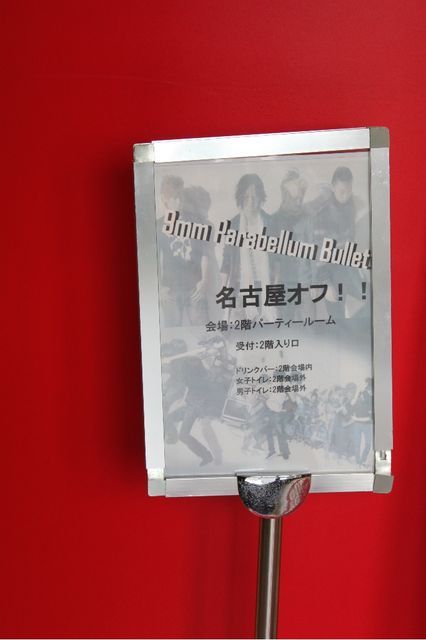 9mm Parabellum Bullet
名古屋オフ！！
会場：2階パーティールーム
受付：2階入り口
ドリンクバー：2階会場内
女子トイレ：2階会場外
男子トイレ：2階会場外